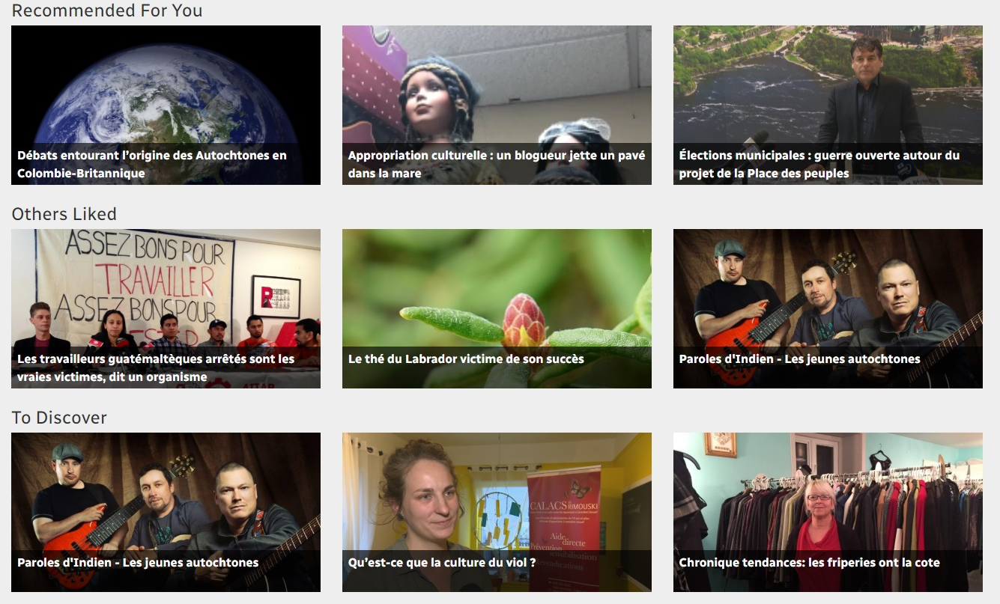 Recommended For You
Débats entourant l’origine des Autochtones en
Colombie-Britannique
Appropriation culturelle : un blogueur jette un pavé
dans la mare
Élections municipales : guerre ouverte autour du
projet de la Place des peuples
Others Liked
ASSEZ BONS POUR
TRAVAILLER
ASSEZ BONS POUR
R
Les travailleurs guatémaltèques arrêtés sont les
vraies victimes, dit un organisme
Le thé du Labrador victime de son succès
Paroles d'Indien - Les jeunes autochtones
To Discover
Paroles d'Indien - Les jeunes autochtones
CALACS RIMOUSKI
Aide
directe
Prévention
sensibilisation
Qu’est-ce que la culture du viol ?
Chronique tendances: les friperies ont la cote